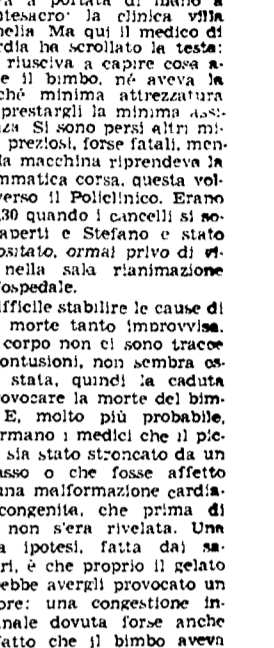 a portata di mano a
tesacro: la clinica villa
nelia Ma qui il medico di
rdia ha scrollato la testa:
riusciva a capire cosa a-
e il bimbo, né aveva la
ché minima attrezzatura
prestargli la minima assi-
za Si sono persi altri mi-
preziosi, forse fatali, men-
la macchina riprendeva la
mmatica corsa, questa vol-
verso il Policlinico. Erano
,30 quando i cancelli si so-
aperti e Stefano e stato
ositato, ormai privo di vi-
nella sala rianimazione
l'ospedale.
ifficile stabilire le cause di
morte tanto improvvisa.
corpo non ci sono tracce
ontusioni, non sembra es-
stata, quindi la caduta
rovocare la morte del bim-
E, molto più probabile,
rmano i medici che il pic-
sia stato stroncato da un
asso o che fosse affetto
una malformazione cardia-
congenita, che prima di
non s'era rivelata. Una
a ipotesi, fatta dai sa-
ri, è che proprio il gelato
ebbe avergli provocato un
ore: una congestione in-
nale dovuta forse anche
fatto che il bimbo aveva